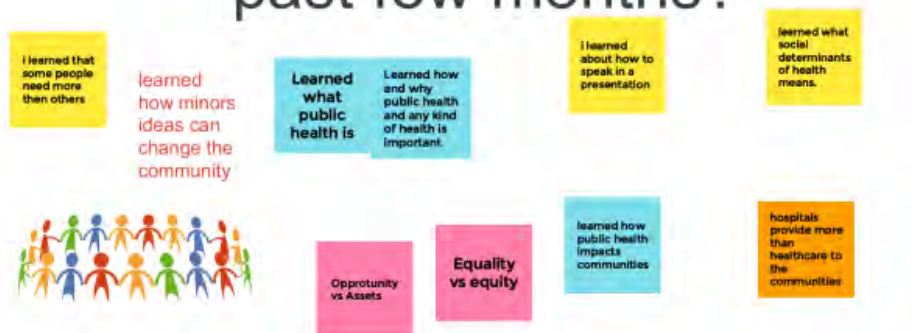 past few months?
i learned that
some people
need more
then others
learned
how minors
ideas can
change the
community
Learned
what
public
health is
Learned how
and why
public health
and any kind
of health is
important
i learned
about how to
speak in a
presentation
learned what
social
determinants
of health
means.
Opprotunity
vs Assets
Equality
vs equity
learned how
public health
impacts
communities
hospitals
provide more
than
healthcare to
the
communities